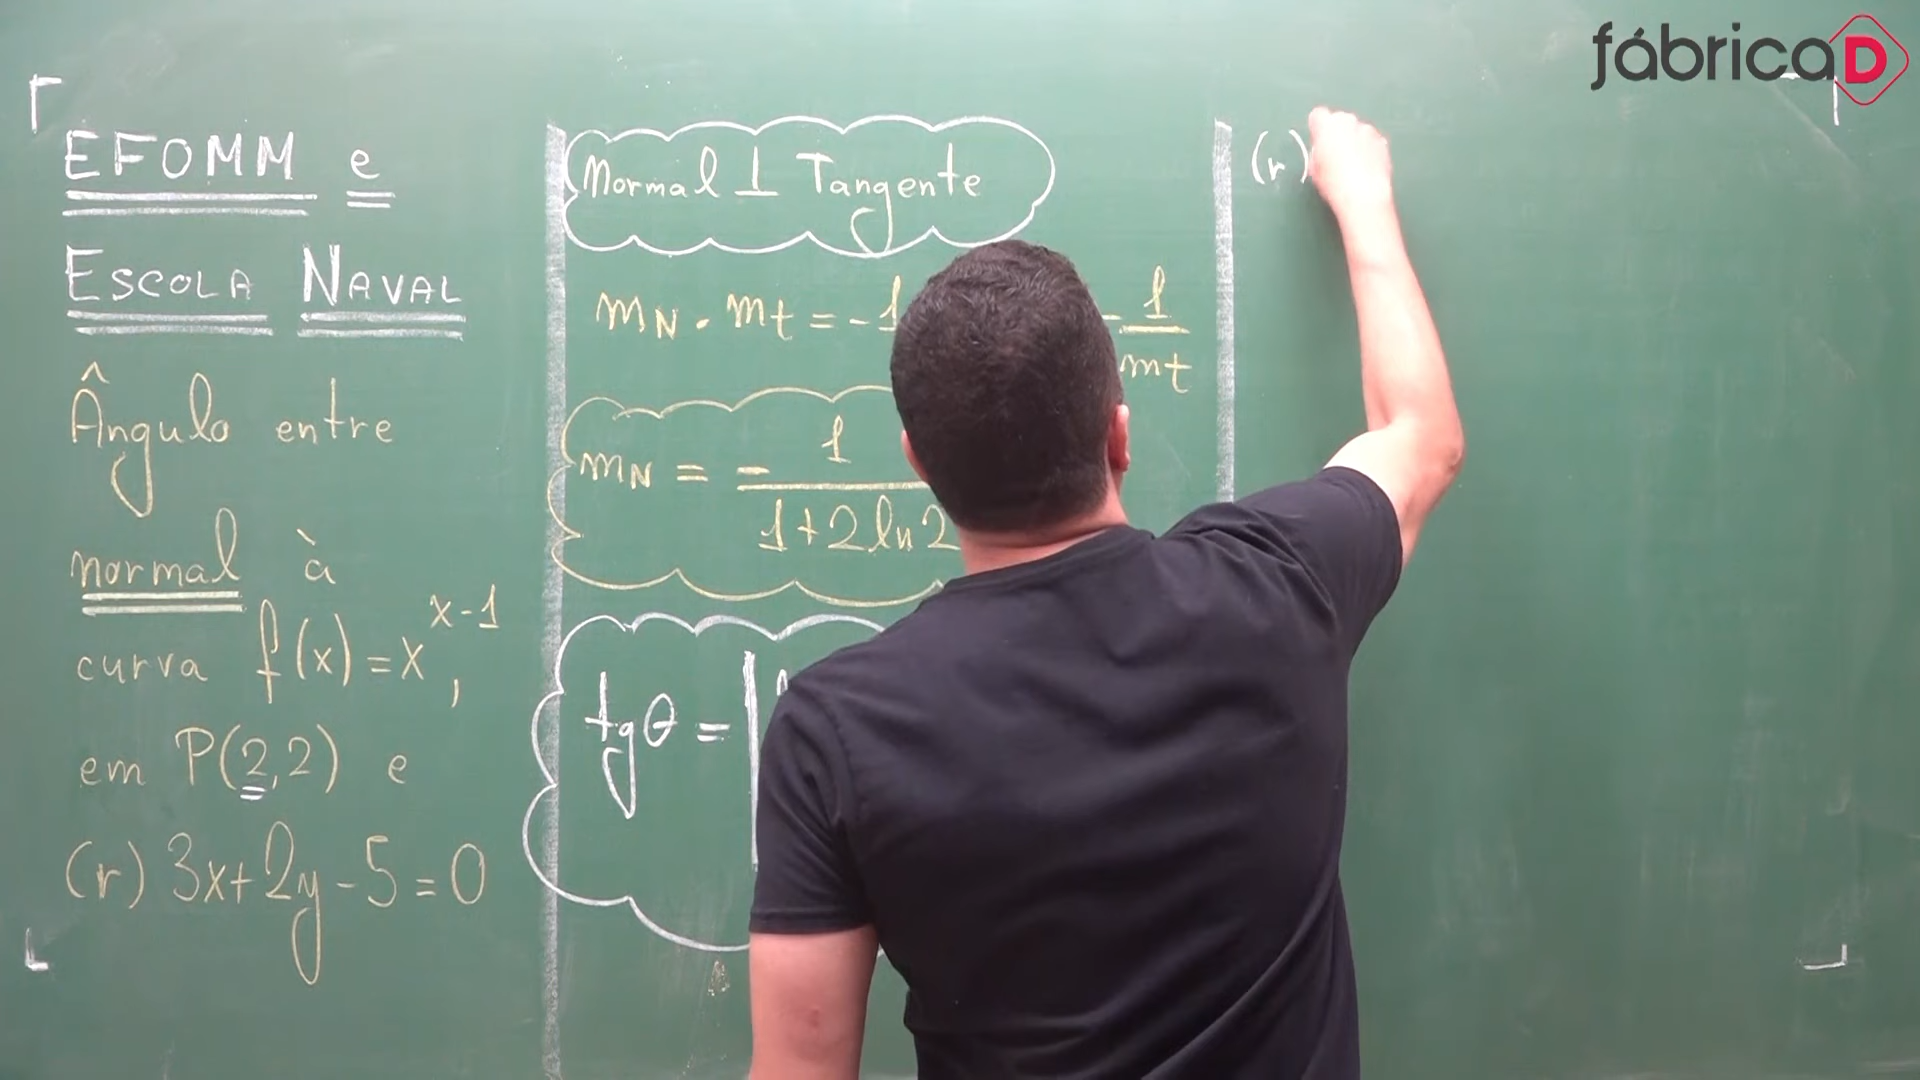 fábricaD
EFOMM e
ESCOLA NAVAL
Ângulo entre
normal à
curva f(x) = x^{x-1},
em P(2,2) e
(r) 3x+2y-5=0
Normal ⊥ Tangente
m_N . m_t = -1
- 1/m_t
m_N = - 1/(1+2ln2
tgθ = |
(r)